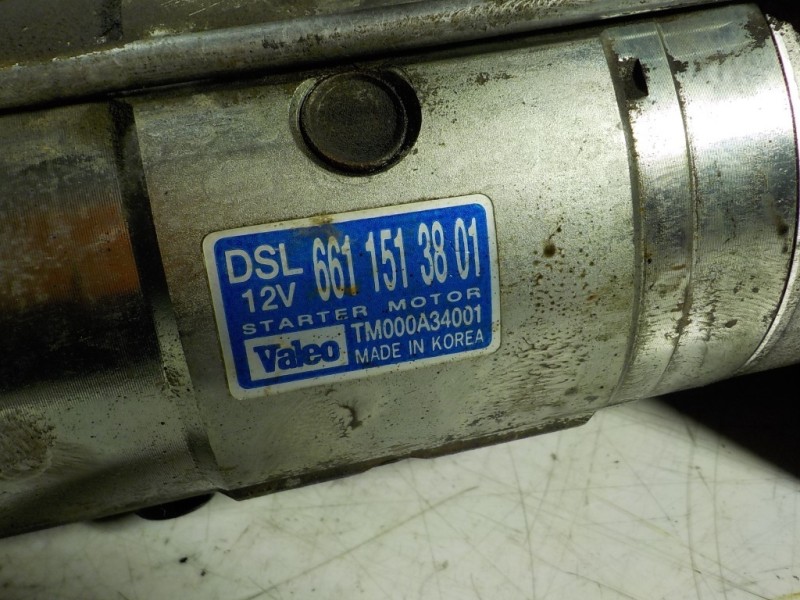 DSL 661 151 38 01
12V
STARTER MOTOR
Valeo TM000A34001
MADE IN KOREA